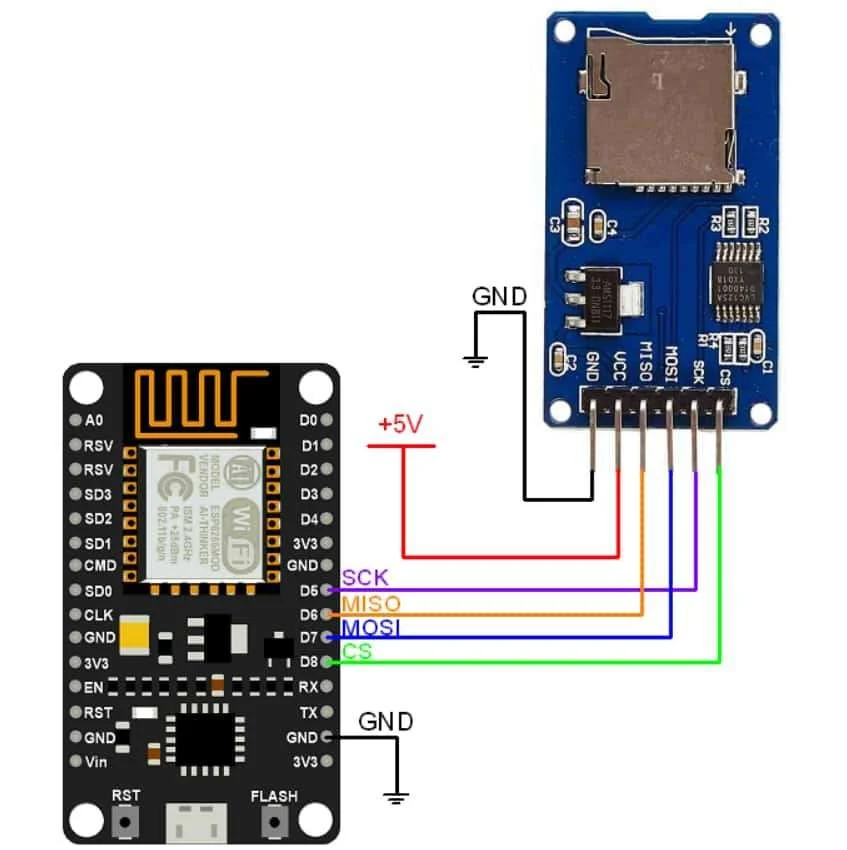 R3
R2
C3
C4
GND
AMS1117
3.3
R1
R4
C2
C1
GND
VCC
MISO
MOSI
SCK
CS
+5V
A0
D0
RSV
D1
RSV
D2
SD3
D3
SD2
D4
SD1
3V3
CMD
GND
SD0
D5
SCK
CLK
D6
MISO
GND
D7
MOSI
3V3
D8
CS
EN
RX
RST
TX
GND
GND
GND
Vin
3V3
MODEL ESP8266MOD
VENDOR AI-THINKER
AI
WiFi
FC
ISM 2.4GHz
PA +25dBm
802.11b/g/n
RST
FLASH